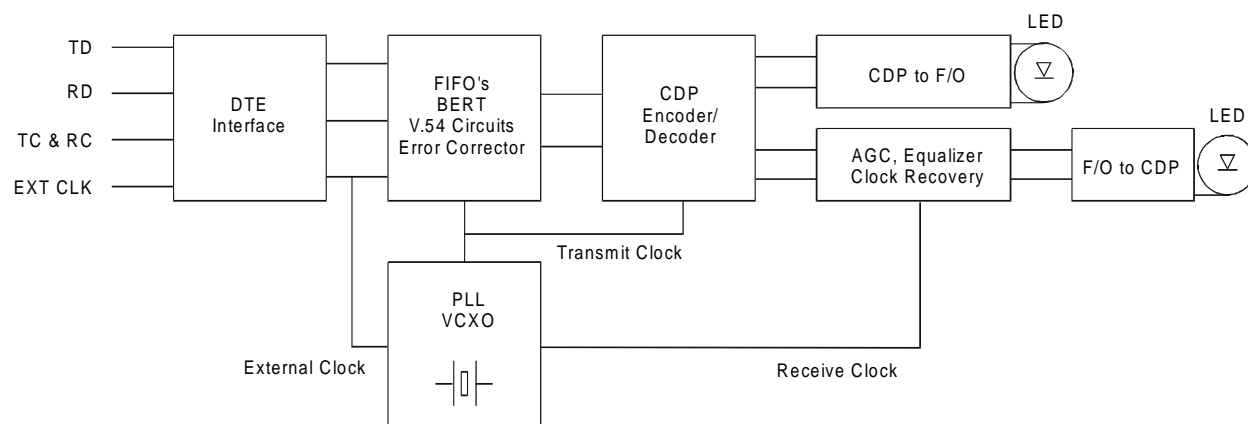 TD
RD
TC & RC
EXT CLK
DTE
Interface
FIFO's
BERT
V.54 Circuits
Error Corrector
CDP
Encoder/
Decoder
CDP to F/O
LED
AGC, Equalizer
Clock Recovery
F/O to CDP
LED
Transmit Clock
PLL
VCXO
External Clock
Receive Clock